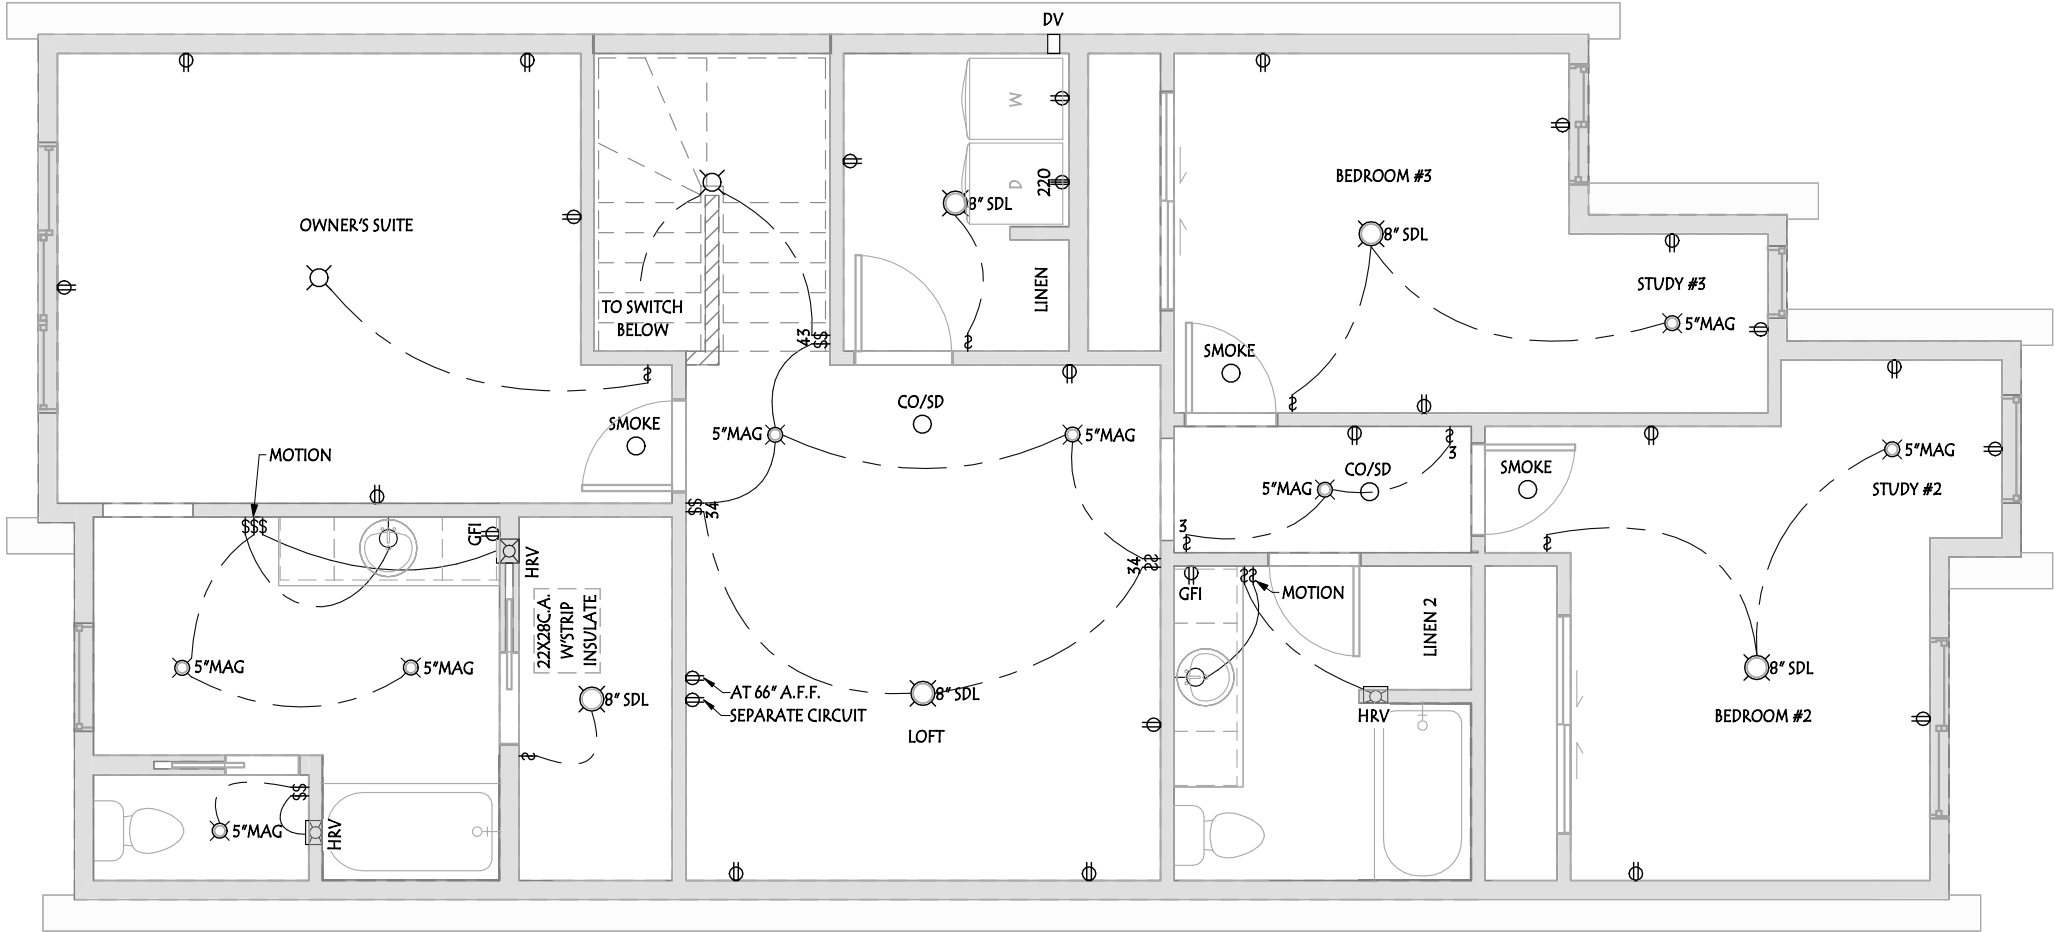 DV
W
D
220
8" SDL
LINEN
OWNER'S SUITE
TO SWITCH
BELOW
43
$$
$
BEDROOM #3
8" SDL
STUDY #3
5"MAG
SMOKE
$
SMOKE
$
MOTION
5"MAG
CO/SD
5"MAG
$$
34
CO/SD
5"MAG
$
3
3
$
SMOKE
$
5"MAG
STUDY #2
$$$
GFI
HRV
22X28C.A.
W'STRIP
INSULATE
5"MAG
5"MAG
8" SDL
$
AT 66" A.F.F.
SEPARATE CIRCUIT
8" SDL
LOFT
34
$$
GFI
$$
MOTION
LINEN 2
HRV
8" SDL
BEDROOM #2
$$
5"MAG
HRV